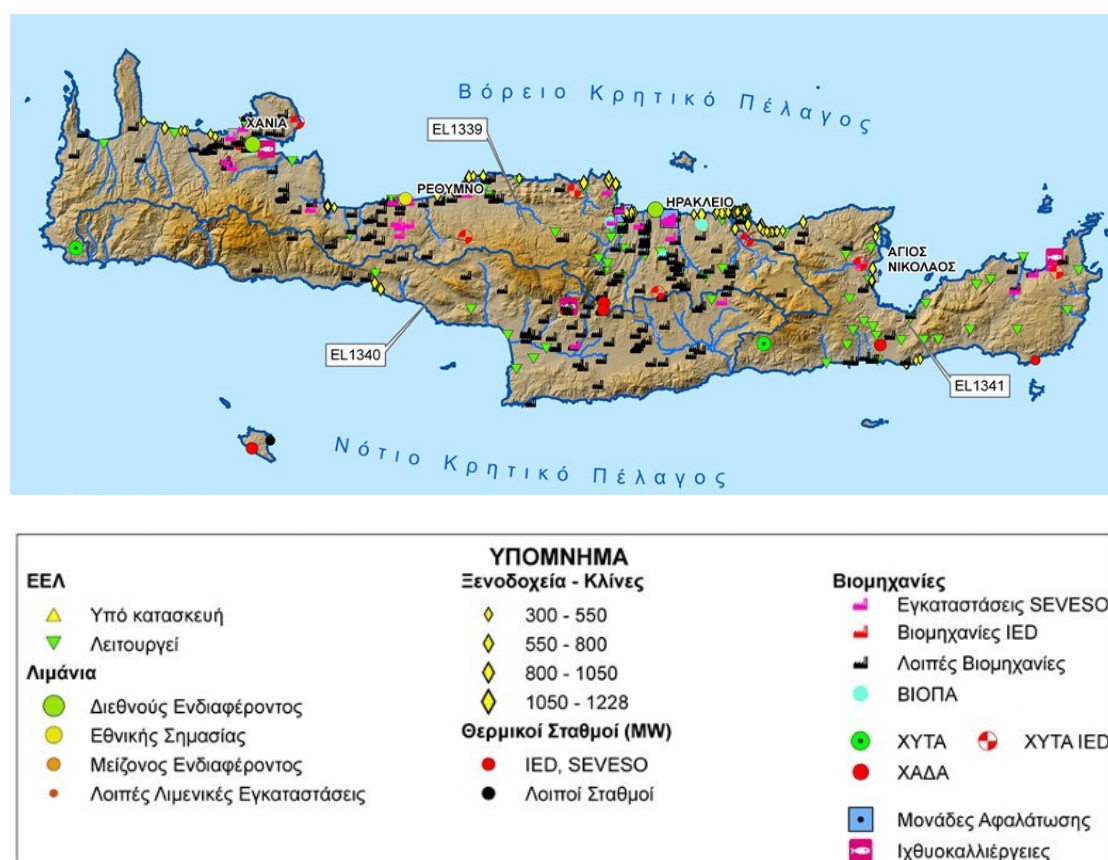 Βόρειο Κρητικό Πέλαγος
ΧΑΝΙΑ
EL1339
ΡΕΘΥΜΝΟ
ΗΡΑΚΛΕΙΟ
ΑΓΙΟΣ
ΝΙΚΟΛΑΟΣ
EL1340
EL1341
Νότιο Κρητικό Πέλαγος
ΥΠΟΜΝΗΜΑ
ΕΕΛ
Υπό κατασκευή
Λειτουργεί
Λιμάνια
Διεθνούς Ενδιαφέροντος
Εθνικής Σημασίας
Μείζονος Ενδιαφέροντος
Λοιπές Λιμενικές Εγκαταστάσεις
Ξενοδοχεία - Κλίνες
300 - 550
550 - 800
800 - 1050
1050 - 1228
Θερμικοί Σταθμοί (MW)
IED, SEVESO
Λοιποί Σταθμοί
Βιομηχανίες
Εγκαταστάσεις SEVESO
Βιομηχανίες IED
Λοιπές Βιομηχανίες
ΒΙΟΠΑ
ΧΥΤΑ ΧΥΤΑ IED
ΧΑΔΑ
Μονάδες Αφαλάτωσης
Ιχθυοκαλλιέργειες